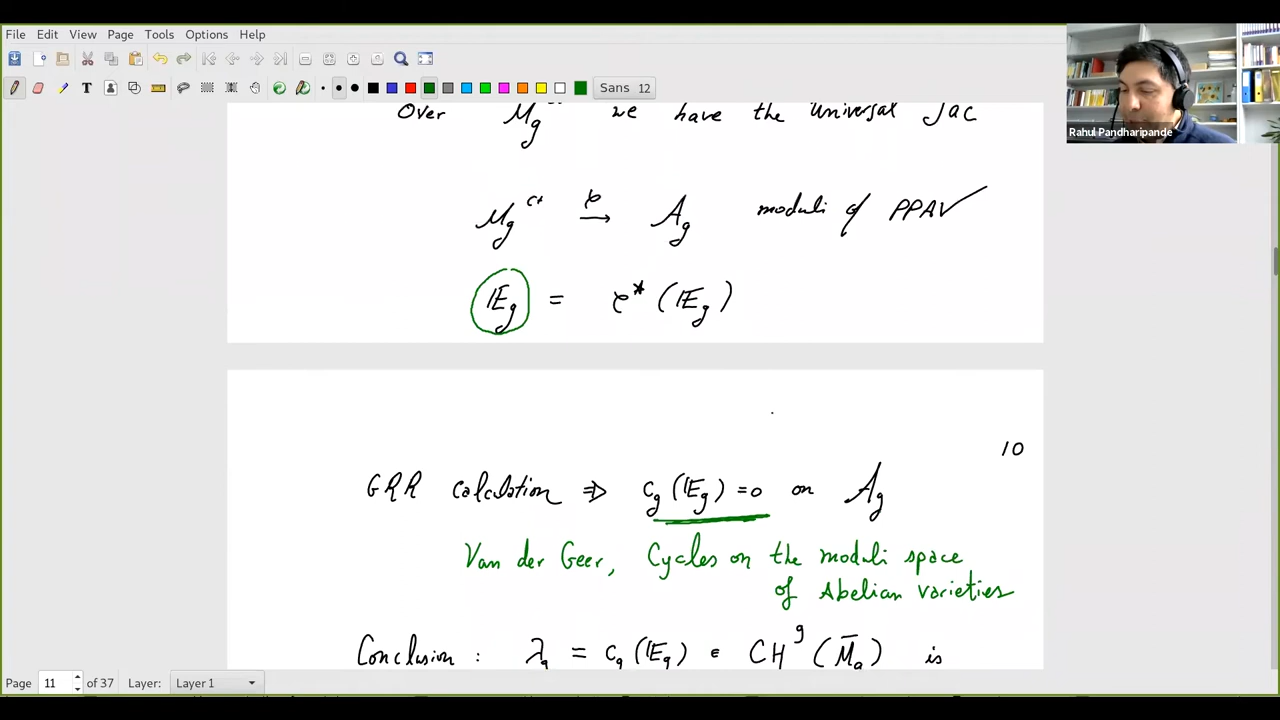 File Edit View Page Tools Options Help
Sans 12
Rahul Pandharipande
Over M_g^{ct} we have the universal Jac
M_g^{ct} →^τ A_g moduli of PPAV
𝔼_g = τ*(𝔼_g)
10
GRR calculation ⇒ c_g(𝔼_g) = 0 on A_g
Van der Geer, Cycles on the moduli space
of Abelian varieties
Conclusion: λ_g = c_g(𝔼_g) ∈ CH^g(M̄_g) is
Page 11 of 37 Layer: Layer 1